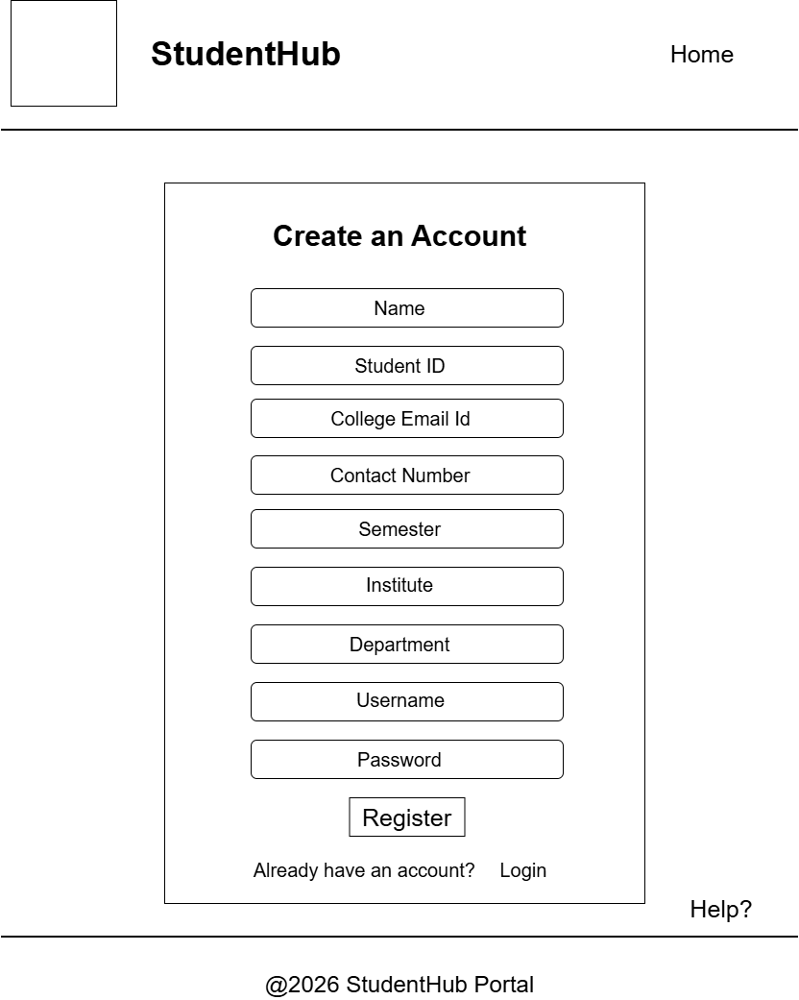 StudentHub
Home
Create an Account
Name
Student ID
College Email Id
Contact Number
Semester
Institute
Department
Username
Password
Register
Already have an account? Login
Help?
@2026 StudentHub Portal